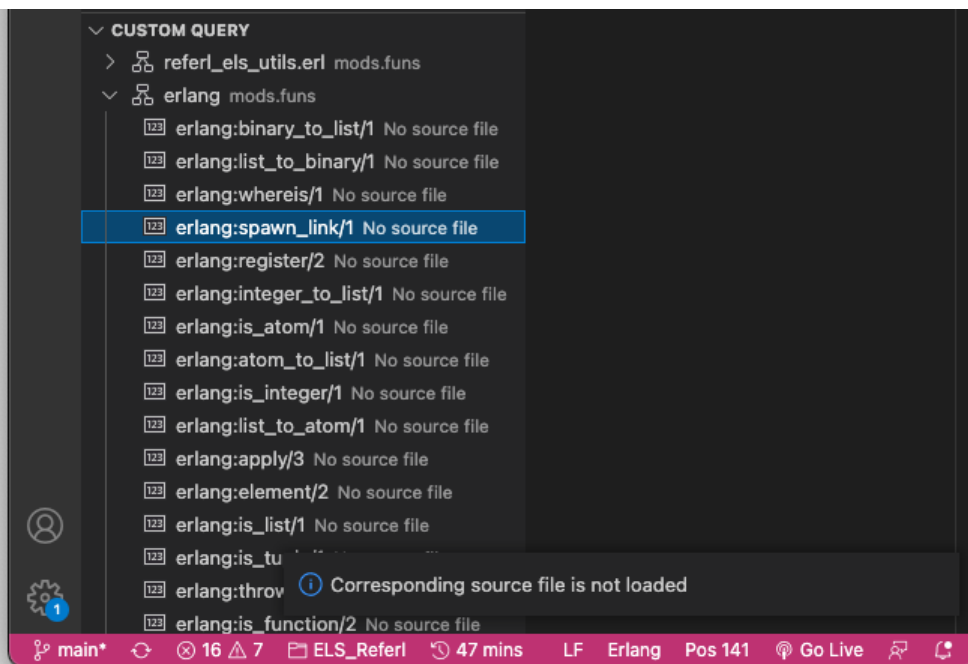 CUSTOM QUERY
referl_els_utils.erl mods.funs
erlang mods.funs
erlang:binary_to_list/1 No source file
erlang:list_to_binary/1 No source file
erlang:whereis/1 No source file
erlang:spawn_link/1 No source file
erlang:register/2 No source file
erlang:integer_to_list/1 No source file
erlang:is_atom/1 No source file
erlang:atom_to_list/1 No source file
erlang:is_integer/1 No source file
erlang:list_to_atom/1 No source file
erlang:apply/3 No source file
erlang:element/2 No source file
erlang:is_list/1 No source file
erlang:is_tu
erlang:throw
Corresponding source file is not loaded
erlang:is_function/2 No source file
1
main* 16 7 ELS_Referl 47 mins LF Erlang Pos 141 Go Live